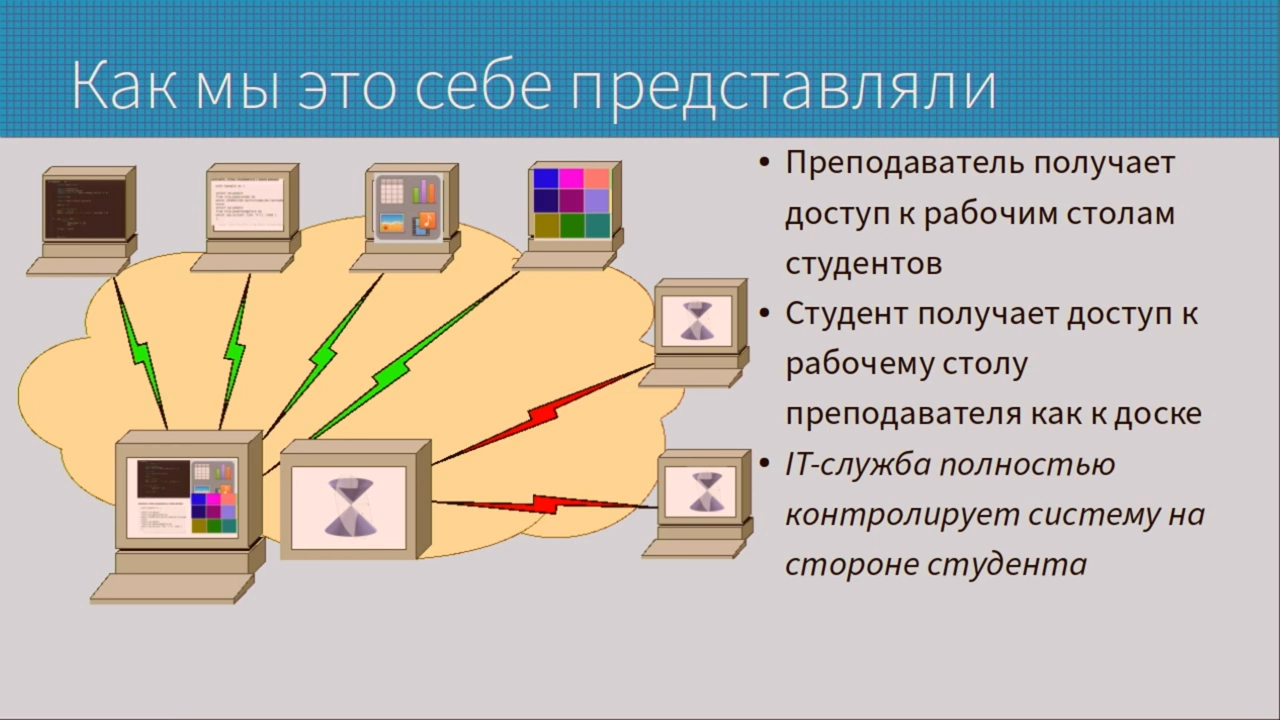 Как мы это себе представляли
• Преподаватель получает
доступ к рабочим столам
студентов
• Студент получает доступ к
рабочему столу
преподавателя как к доске
• IT-служба полностью
контролирует систему на
стороне студента